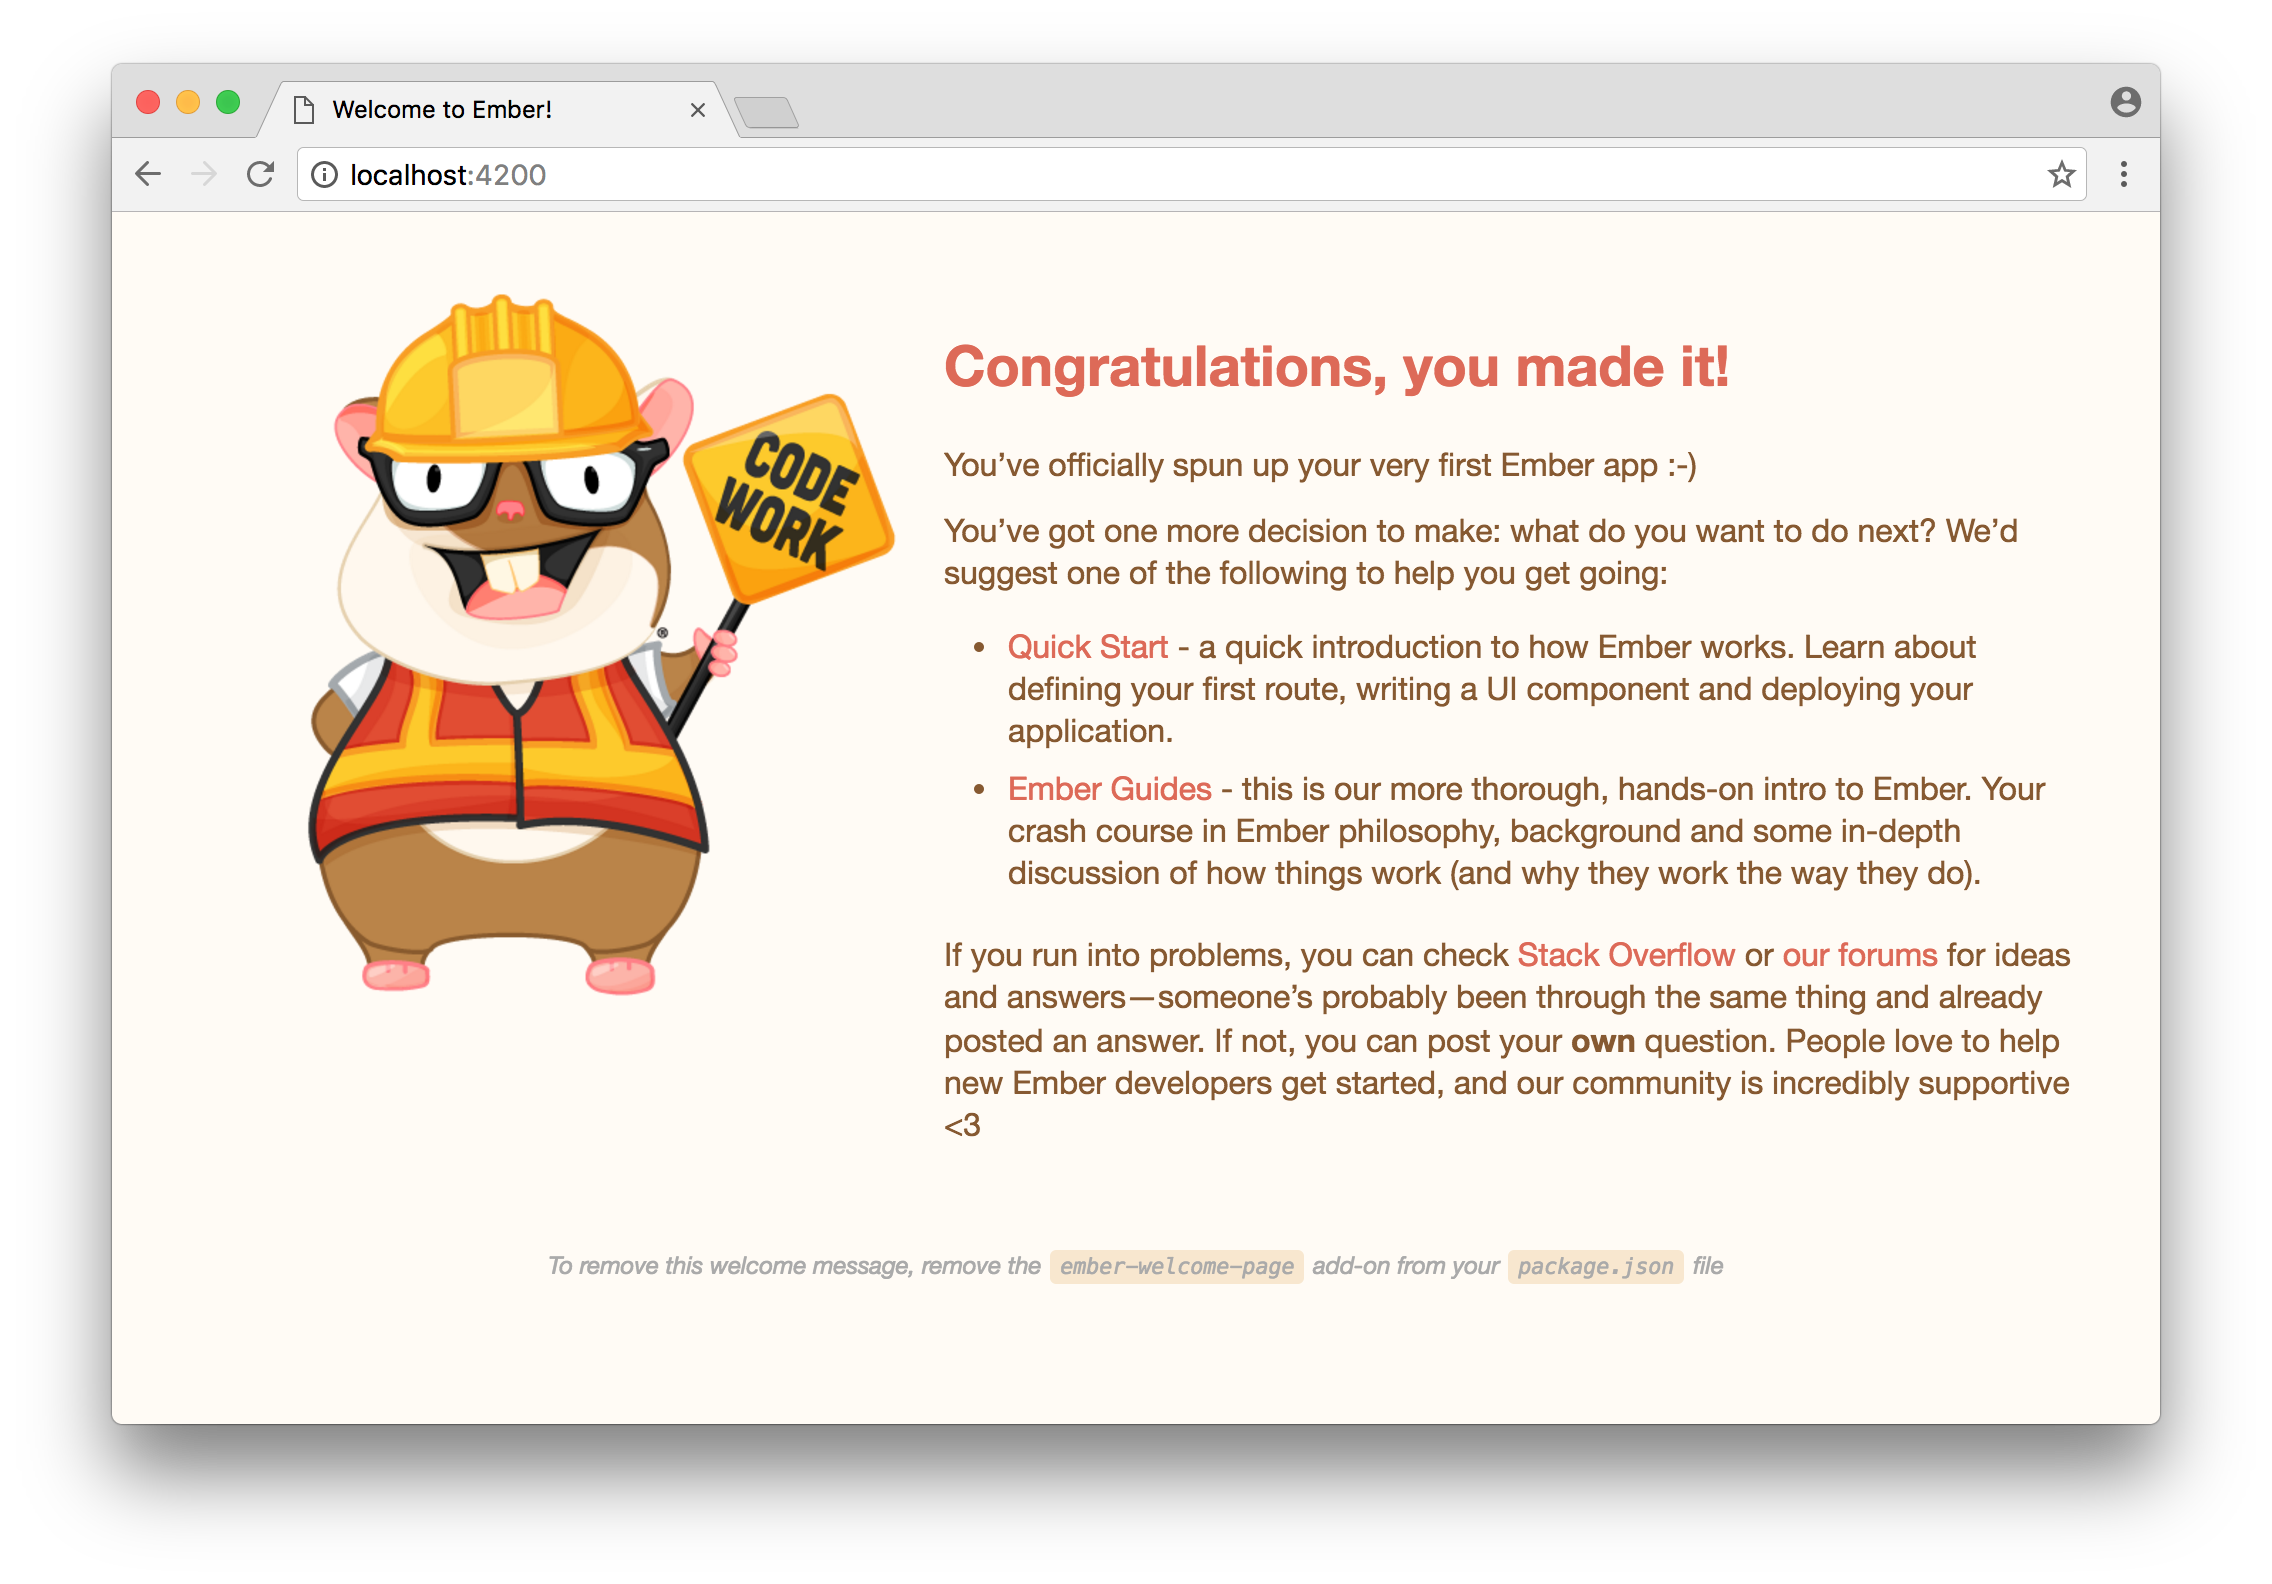 Welcome to Ember!
localhost:4200
CODE
WORK
®
Congratulations, you made it!
You’ve officially spun up your very first Ember app :-)
You’ve got one more decision to make: what do you want to do next? We’d
suggest one of the following to help you get going:
• Quick Start - a quick introduction to how Ember works. Learn about
defining your first route, writing a UI component and deploying your
application.
• Ember Guides - this is our more thorough, hands-on intro to Ember. Your
crash course in Ember philosophy, background and some in-depth
discussion of how things work (and why they work the way they do).
If you run into problems, you can check Stack Overflow or our forums for ideas
and answers—someone’s probably been through the same thing and already
posted an answer. If not, you can post your own question. People love to help
new Ember developers get started, and our community is incredibly supportive
<3
To remove this welcome message, remove the ember-welcome-page add-on from your package.json file